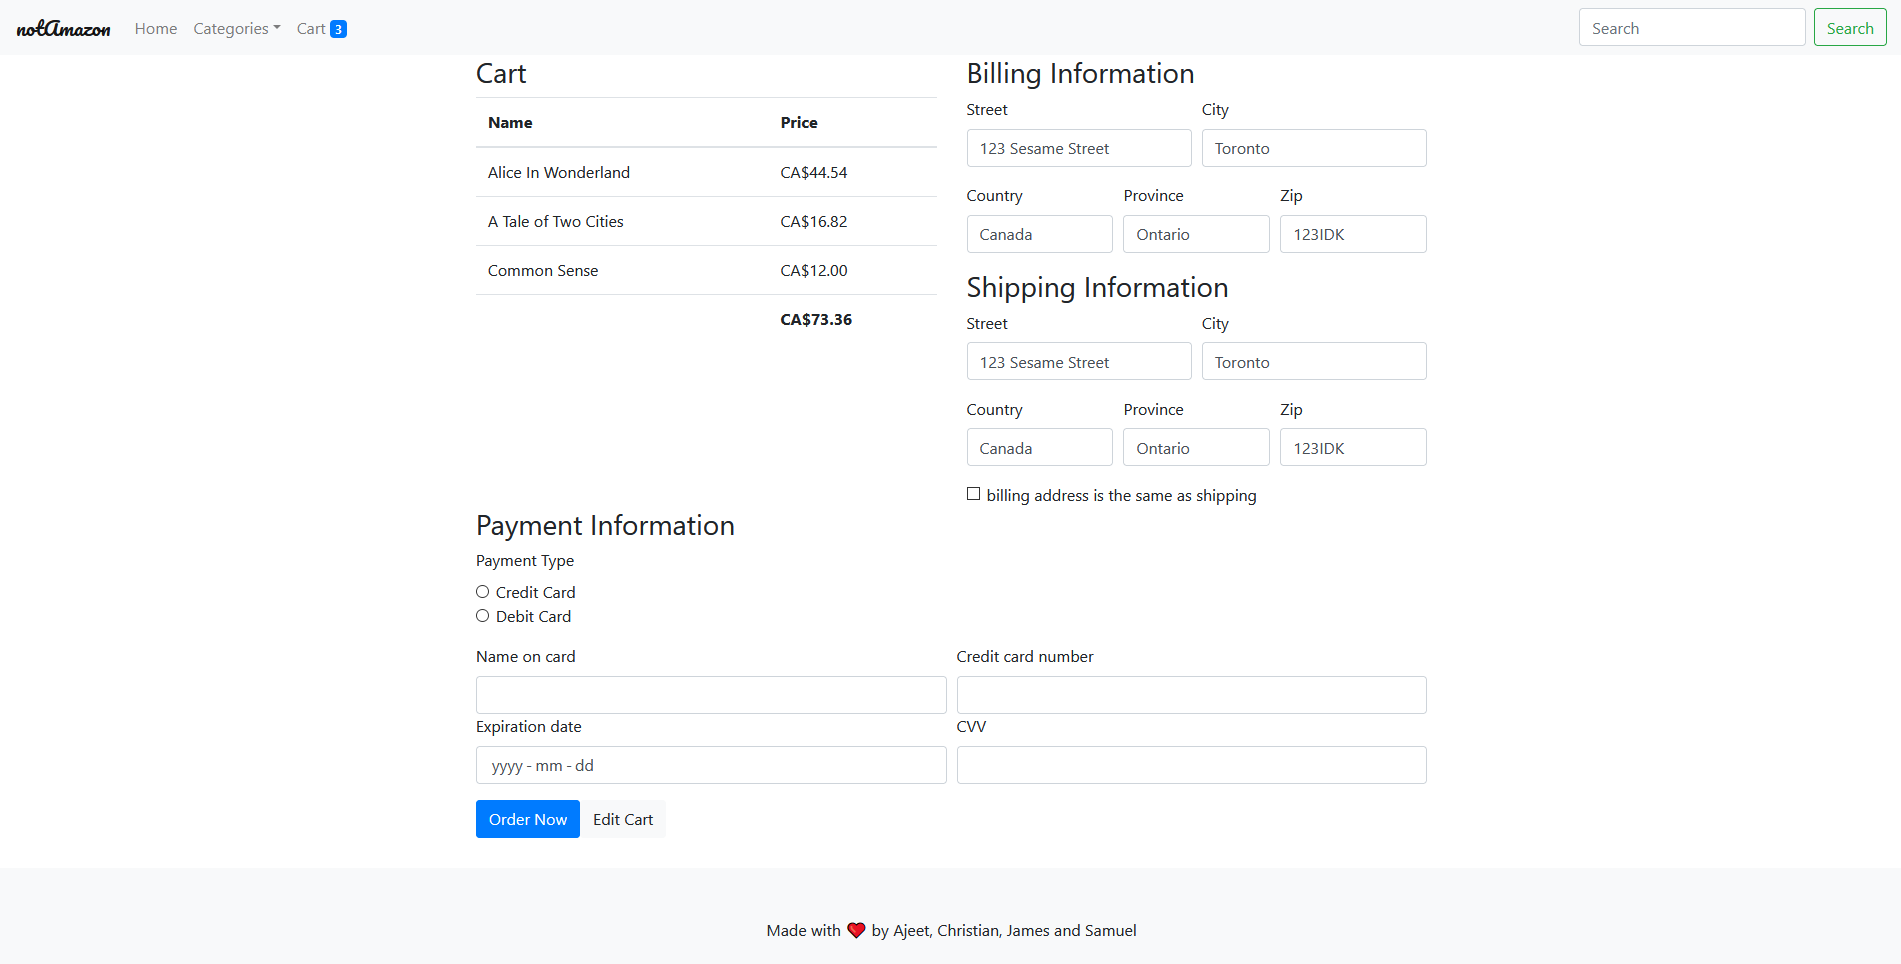 notAmazon Home Categories Cart 3 Search Search
Cart
Name Price
Alice In Wonderland CA$44.54
A Tale of Two Cities CA$16.82
Common Sense CA$12.00
CA$73.36
Billing Information
Street City
123 Sesame Street Toronto
Country Province Zip
Canada Ontario 123IDK
Shipping Information
Street City
123 Sesame Street Toronto
Country Province Zip
Canada Ontario 123IDK
billing address is the same as shipping
Payment Information
Payment Type
Credit Card
Debit Card
Name on card Credit card number
Expiration date CVV
yyyy - mm - dd
Order Now Edit Cart
Made with ❤ by Ajeet, Christian, James and Samuel